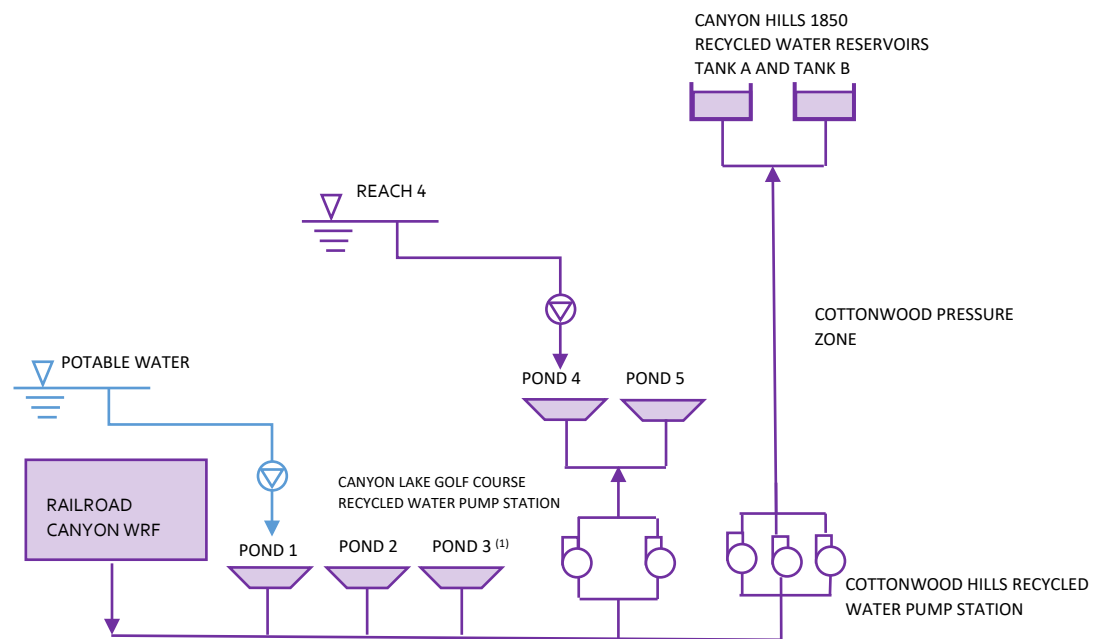 CANYON HILLS 1850
RECYCLED WATER RESERVOIRS
TANK A AND TANK B
REACH 4
COTTONWOOD PRESSURE
ZONE
POTABLE WATER
POND 4
POND 5
RAILROAD
CANYON WRF
CANYON LAKE GOLF COURSE
RECYCLED WATER PUMP STATION
POND 1
POND 2
POND 3 (1)
COTTONWOOD HILLS RECYCLED
WATER PUMP STATION